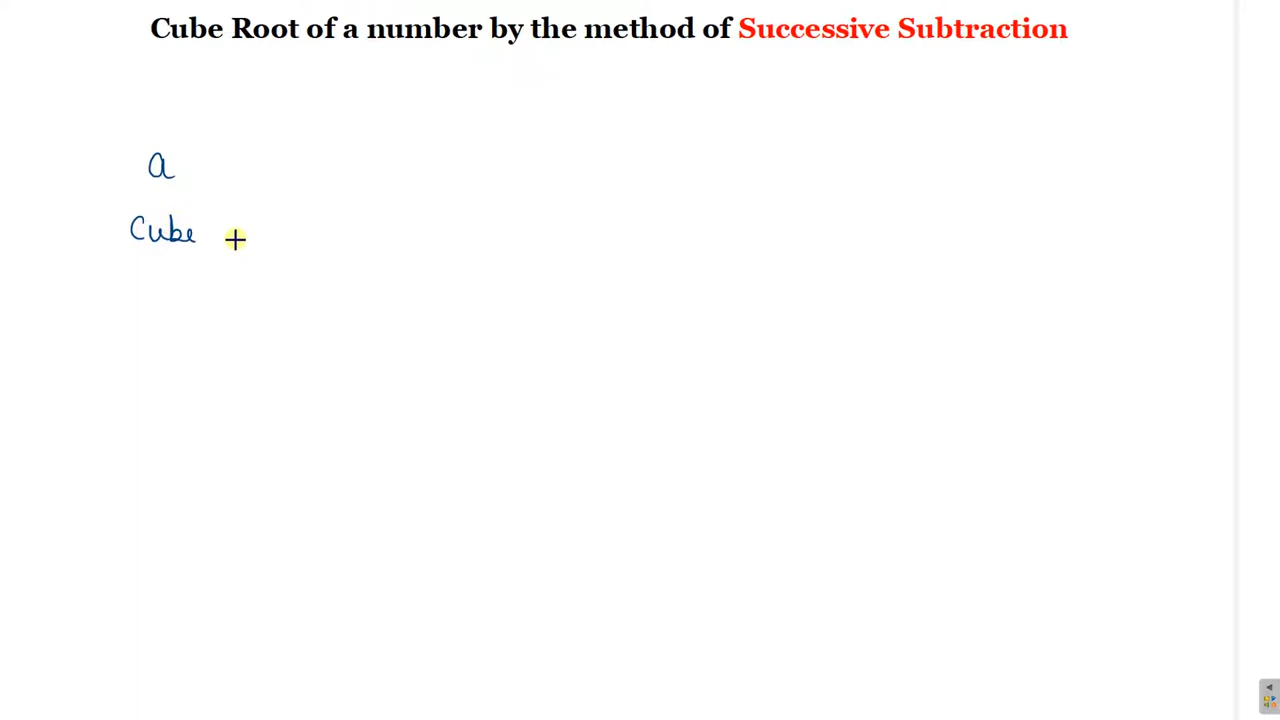 Cube Root of a number by the method of Successive Subtraction
a
Cube